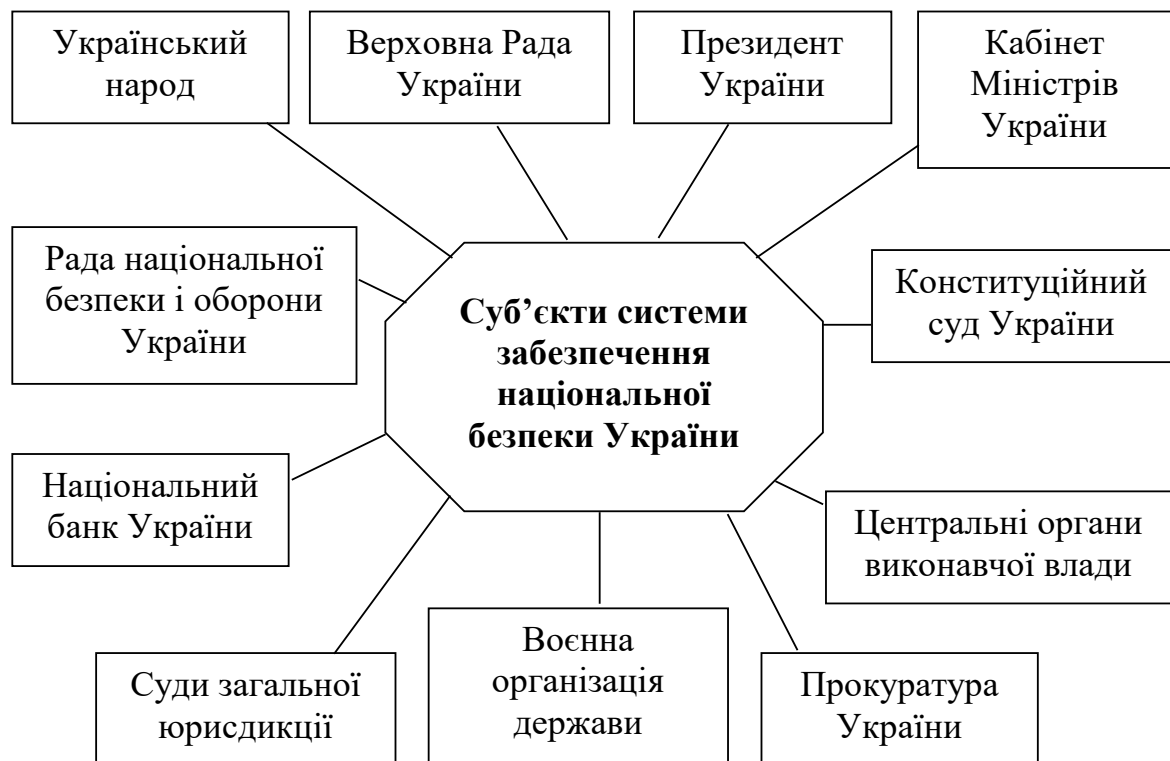 Український
народ
Верховна Рада
України
Президент
України
Кабінет
Міністрів
України
Рада національної
безпеки і оборони
України
Суб’єкти системи
забезпечення
національної
безпеки України
Конституційний
суд України
Національний
банк України
Центральні органи
виконавчої влади
Суди загальної
юрисдикції
Воєнна
організація
держави
Прокуратура
України